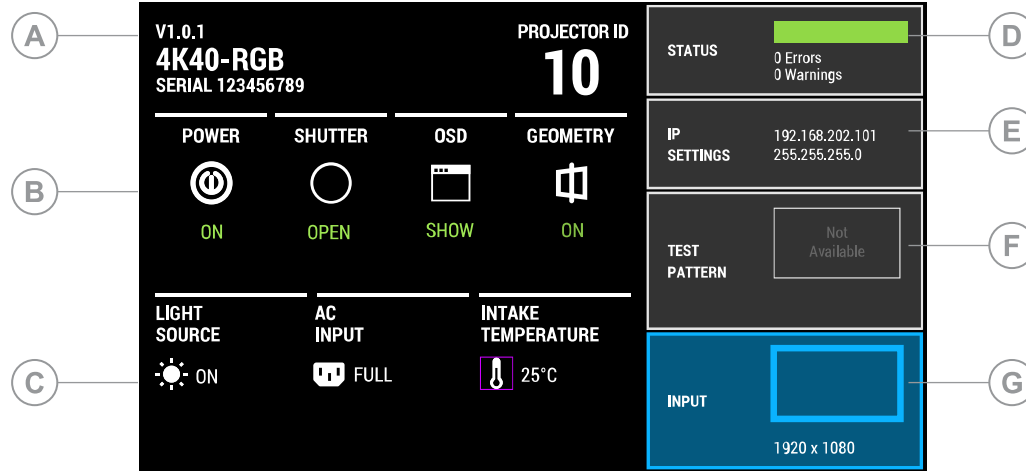 A
V1.0.1
4K40-RGB
SERIAL 123456789
PROJECTOR ID
10
B
POWER
ON
SHUTTER
OPEN
OSD
SHOW
GEOMETRY
ON
C
LIGHT
SOURCE
ON
AC
INPUT
FULL
INTAKE
TEMPERATURE
25°C
STATUS
0 Errors
0 Warnings
D
IP
SETTINGS
192.168.202.101
255.255.255.0
E
TEST
PATTERN
Not
Available
F
INPUT
1920 x 1080
G